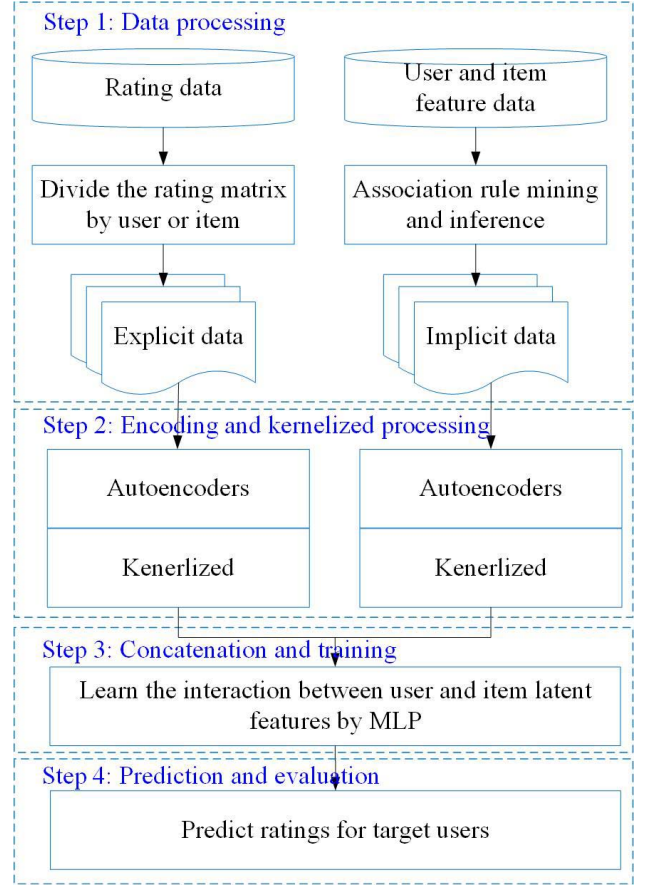 Step 1: Data processing
Rating data
User and item
feature data
Divide the rating matrix
by user or item
Association rule mining
and inference
Explicit data
Implicit data
Step 2: Encoding and kernelized processing
Autoencoders
Autoencoders
Kenerlized
Kenerlized
Step 3: Concatenation and training
Learn the interaction between user and item latent
features by MLP
Step 4: Prediction and evaluation
Predict ratings for target users